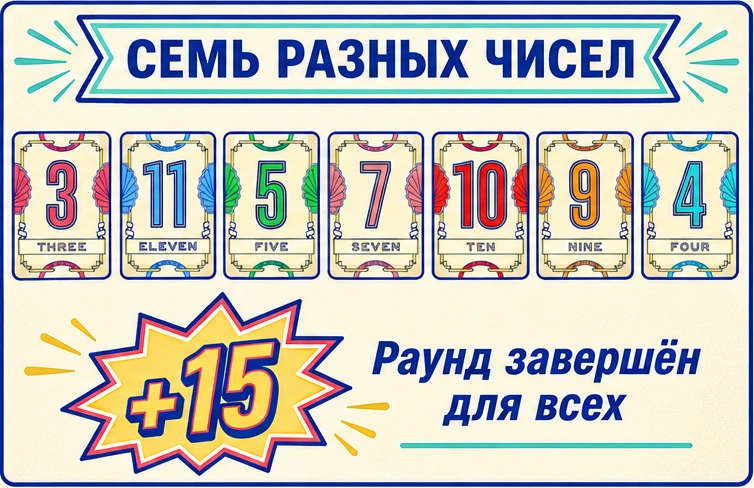 СЕМЬ РАЗНЫХ ЧИСЕЛ
3 11 5 7 10 9 4
THREE ELEVEN FIVE SEVEN TEN NINE FOUR
+15
Раунд завершён
для всех